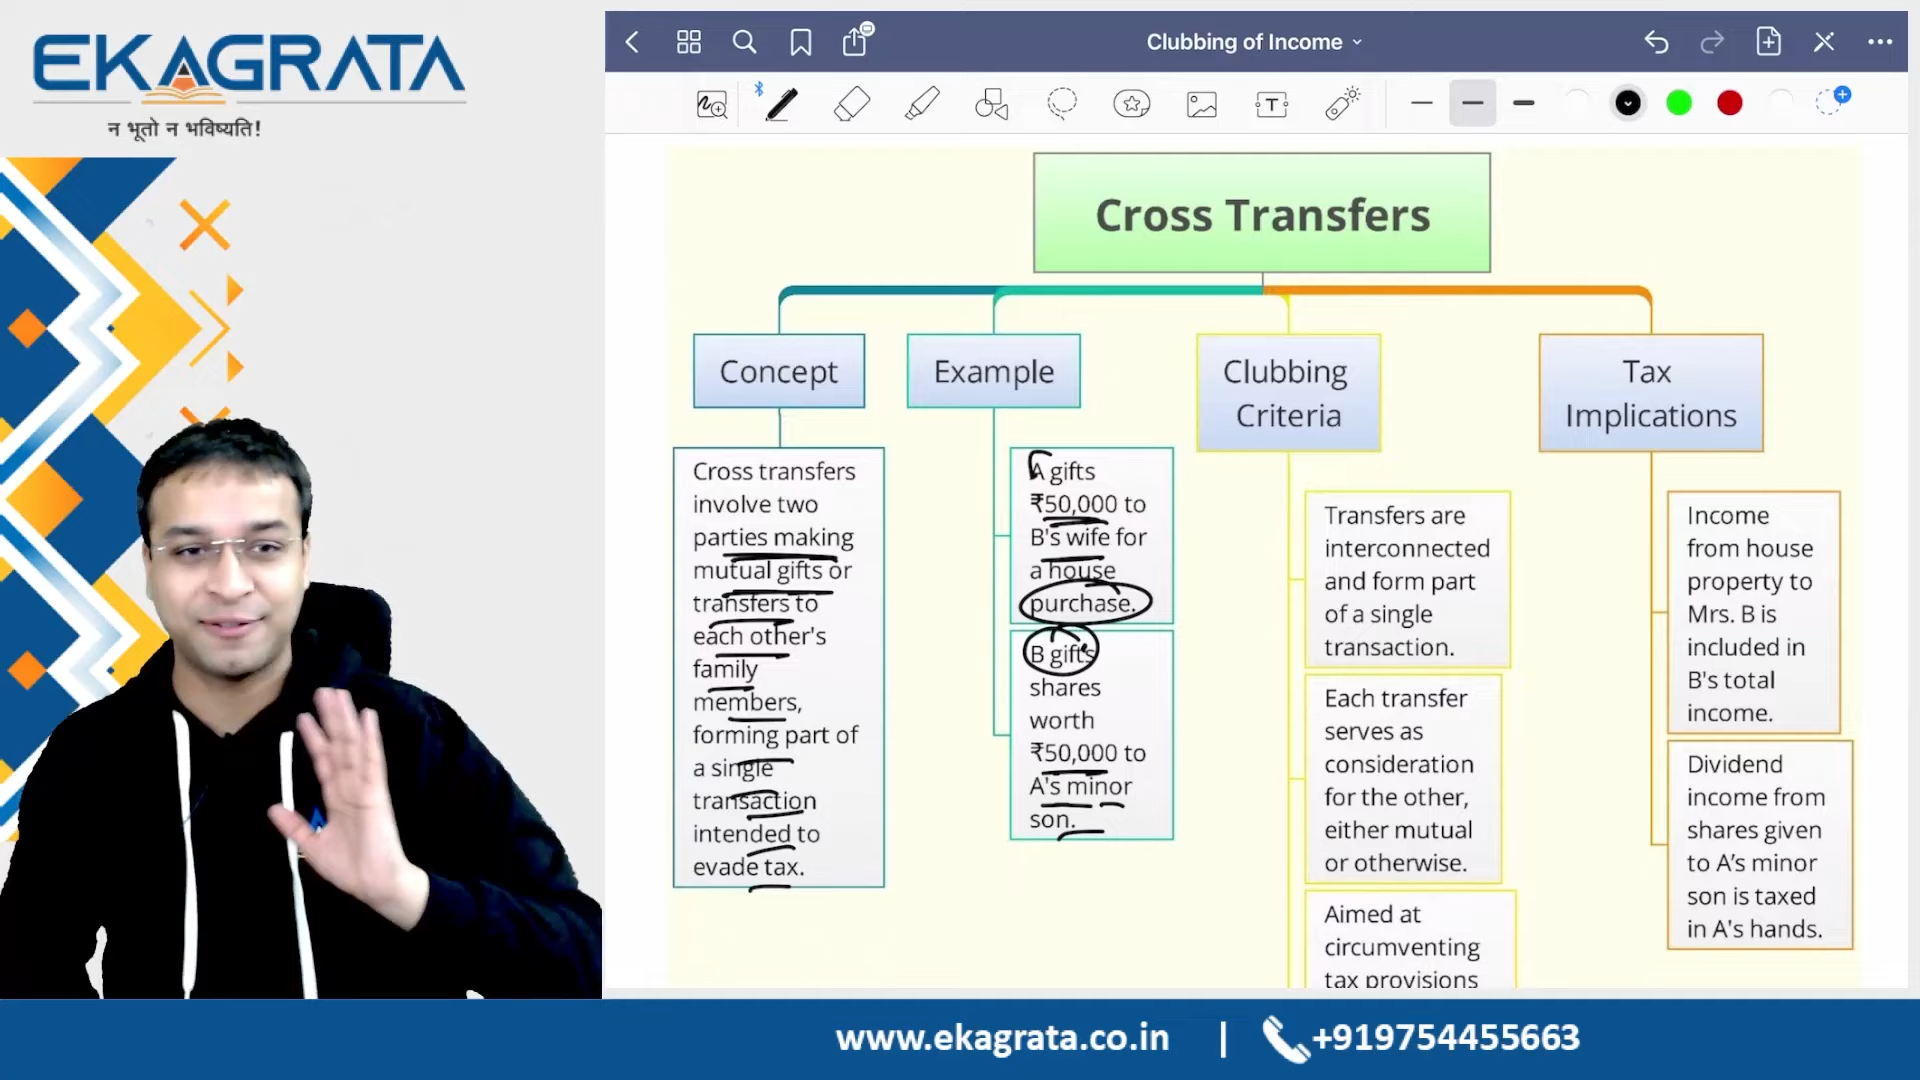 EKAGRATA
न भूतो न भविष्यति!
Clubbing of Income
T
Cross Transfers
Concept
Cross transfers
involve two
parties making
mutual gifts or
transfers to
each other's
family
members,
forming part of
a single
transaction
intended to
evade tax.
Example
A gifts
₹50,000 to
B's wife for
a house
purchase.
B gifts
shares
worth
₹50,000 to
A's minor
son.
Clubbing
Criteria
Transfers are
interconnected
and form part
of a single
transaction.
Each transfer
serves as
consideration
for the other,
either mutual
or otherwise.
Aimed at
circumventing
tax provisions
Tax
Implications
Income
from house
property to
Mrs. B is
included in
B's total
income.
Dividend
income from
shares given
to A’s minor
son is taxed
in A's hands.
www.ekagrata.co.in | +919754455663